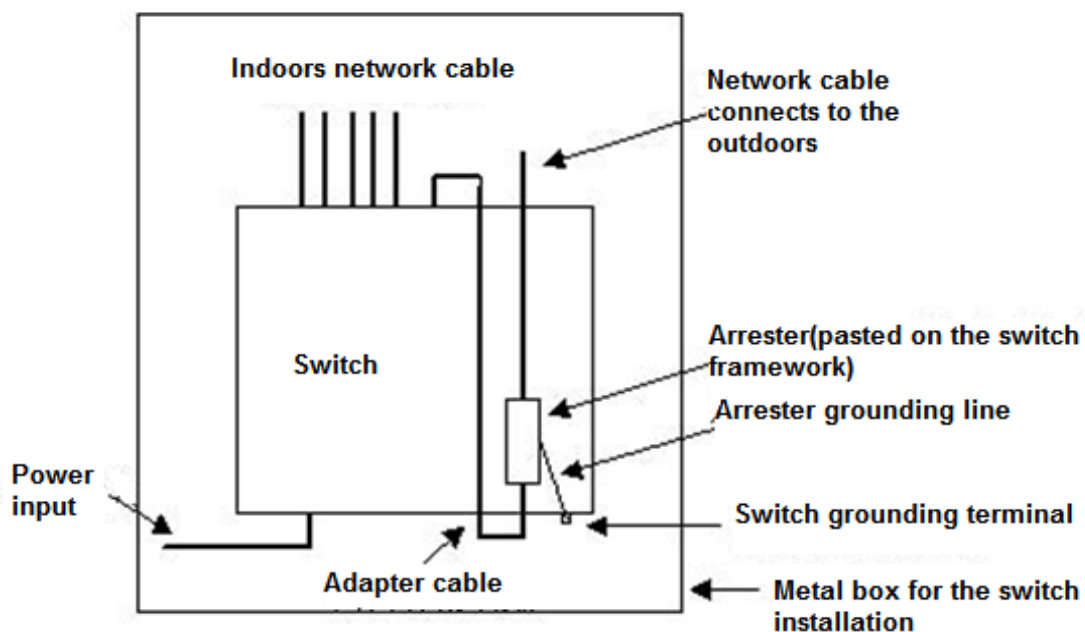 Indoors network cable
Network cable
connects to the
outdoors
Switch
Arrester(pasted on the switch
framework)
Arrester grounding line
Power
input
Switch grounding terminal
Adapter cable
Metal box for the switch
installation